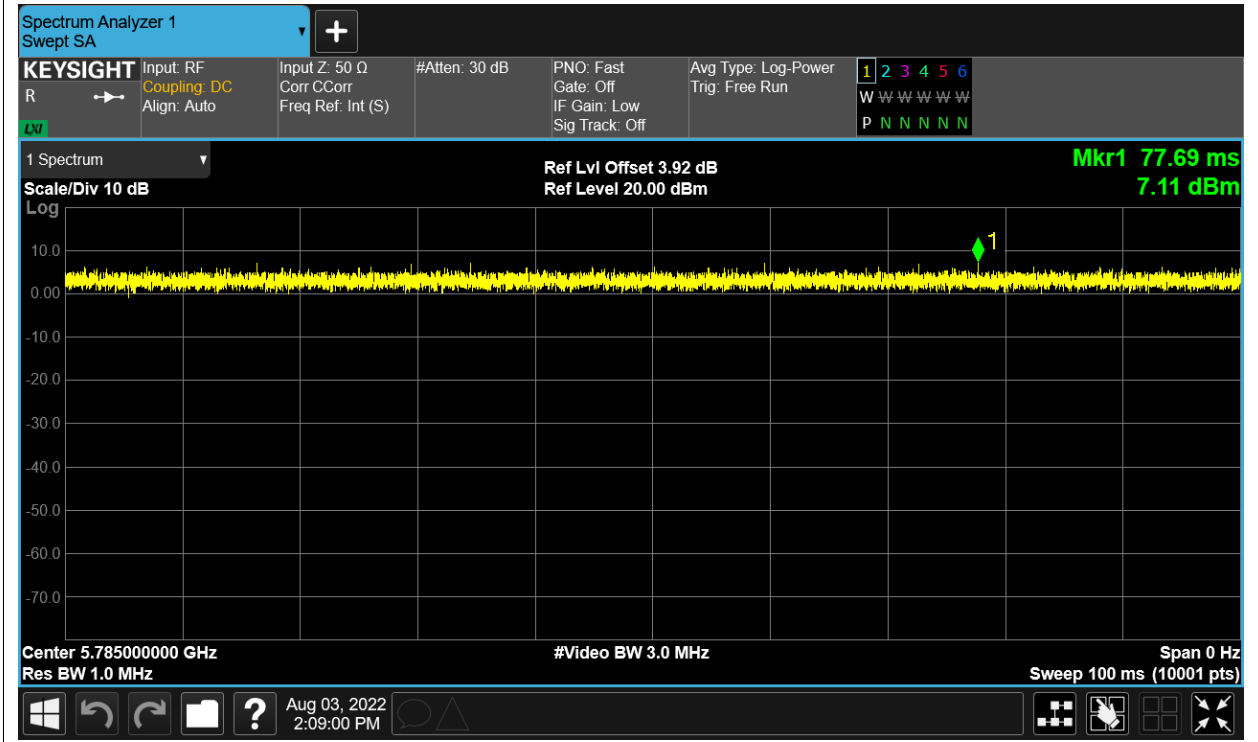 Spectrum Analyzer 1
Swept SA
+
KEYSIGHT
R
LXI
Input: RF
Coupling: DC
Align: Auto
Input Z: 50 Ω
Corr CCorr
Freq Ref: Int (S)
#Atten: 30 dB
PNO: Fast
Gate: Off
IF Gain: Low
Sig Track: Off
Avg Type: Log-Power
Trig: Free Run
1 2 3 4 5 6
W W W W W W
P N N N N N
1 Spectrum
Scale/Div 10 dB
Log
Ref Lvl Offset 3.92 dB
Ref Level 20.00 dBm
Mkr1 77.69 ms
7.11 dBm
1
10.0
0.00
-10.0
-20.0
-30.0
-40.0
-50.0
-60.0
-70.0
Center 5.785000000 GHz
Res BW 1.0 MHz
#Video BW 3.0 MHz
Span 0 Hz
Sweep 100 ms (10001 pts)
?
Aug 03, 2022
2:09:00 PM